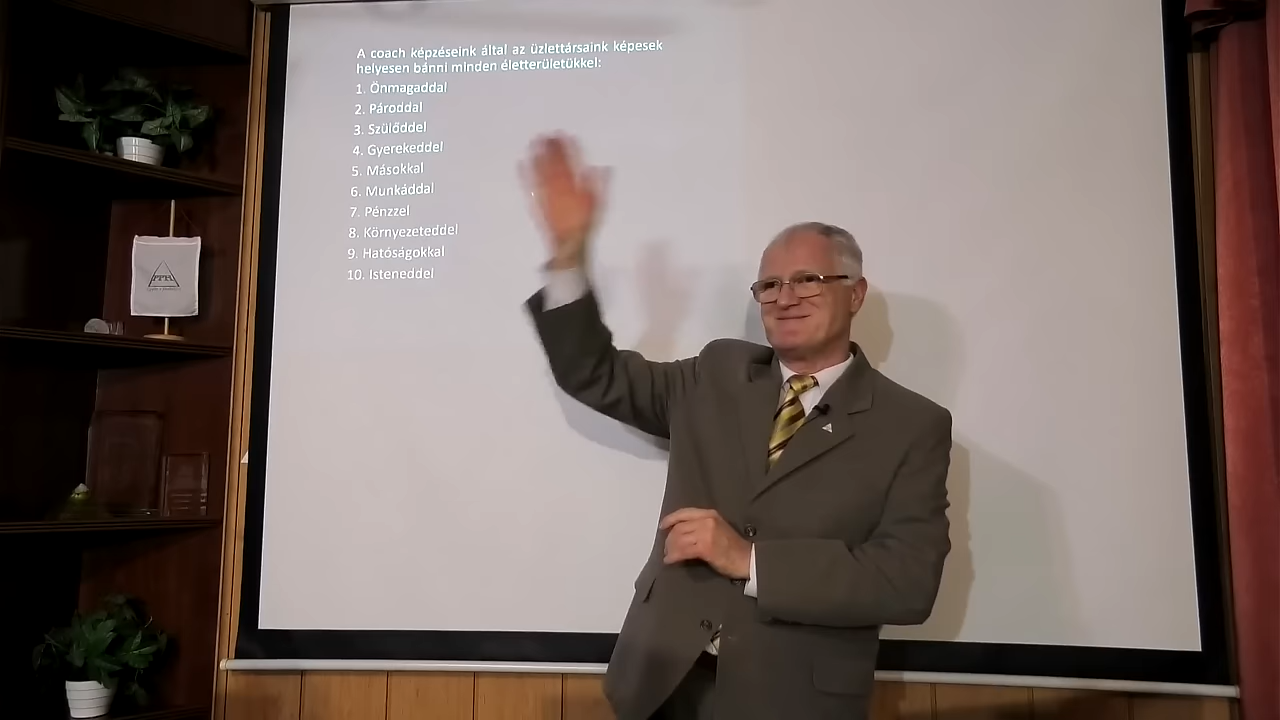 A coach képzéseink által az üzlettársaink képesek
helyesen bánni minden életterületükkel:
1. Önmagaddal
2. Pároddal
3. Szülőddel
4. Gyerekeddel
5. Másokkal
6. Munkáddal
7. Pénzzel
8. Környezeteddel
9. Hatóságokkal
10. Isteneddel